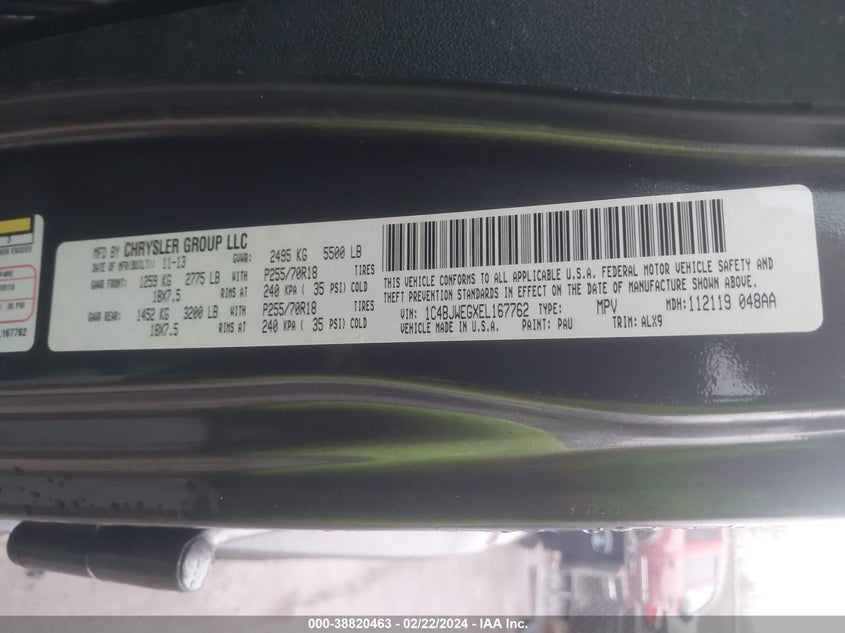 MFD BY CHRYSLER GROUP LLC
DATE OF MFR(BUILT): 11-13 GVWR: 2495 KG 5500 LB
GAWR FRONT: 1259 KG 2775 LB WITH P255/70R18 TIRES
18X7.5 RIMS AT 240 KPA ( 35 PSI) COLD
GAWR REAR: 1452 KG 3200 LB WITH P255/70R18 TIRES
18X7.5 RIMS AT 240 KPA ( 35 PSI) COLD
THIS VEHICLE CONFORMS TO ALL APPLICABLE U.S.A. FEDERAL MOTOR VEHICLE SAFETY AND
THEFT PREVENTION STANDARDS IN EFFECT ON THE DATE OF MANUFACTURE SHOWN ABOVE.
VIN: 1C4BJWEGXEL167762 TYPE: MPV MDH: 112119 048AA
VEHICLE MADE IN U.S.A. PAINT: PAU TRIM: ALX9
3
35 PSI
167762
000-38820463 - 02/22/2024 - IAA Inc.